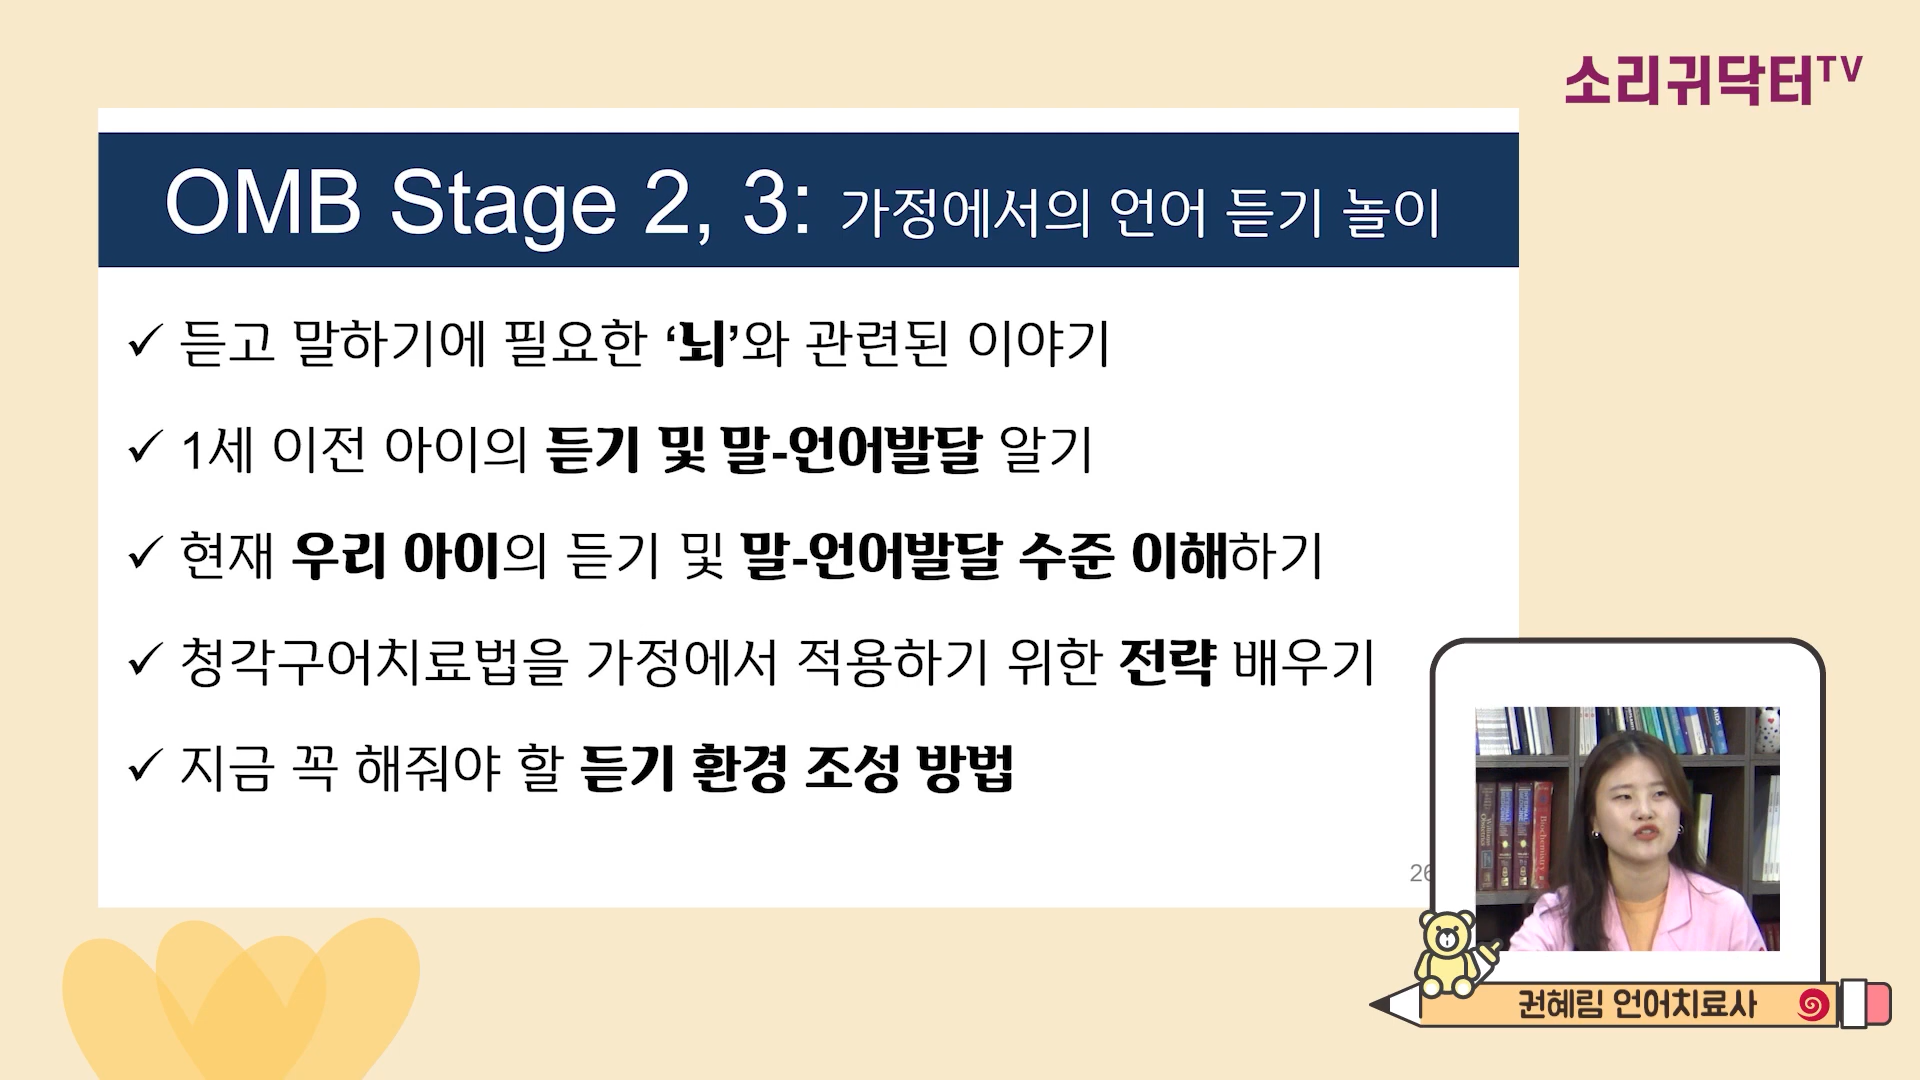 소리귀닥터TV
OMB Stage 2, 3: 가정에서의 언어 듣기 놀이
✓ 듣고 말하기에 필요한 ‘뇌’와 관련된 이야기
✓ 1세 이전 아이의 듣기 및 말-언어발달 알기
✓ 현재 우리 아이의 듣기 및 말-언어발달 수준 이해하기
✓ 청각구어치료법을 가정에서 적용하기 위한 전략 배우기
✓ 지금 꼭 해줘야 할 듣기 환경 조성 방법
AIDS
Biochemistry
권혜림 언어치료사